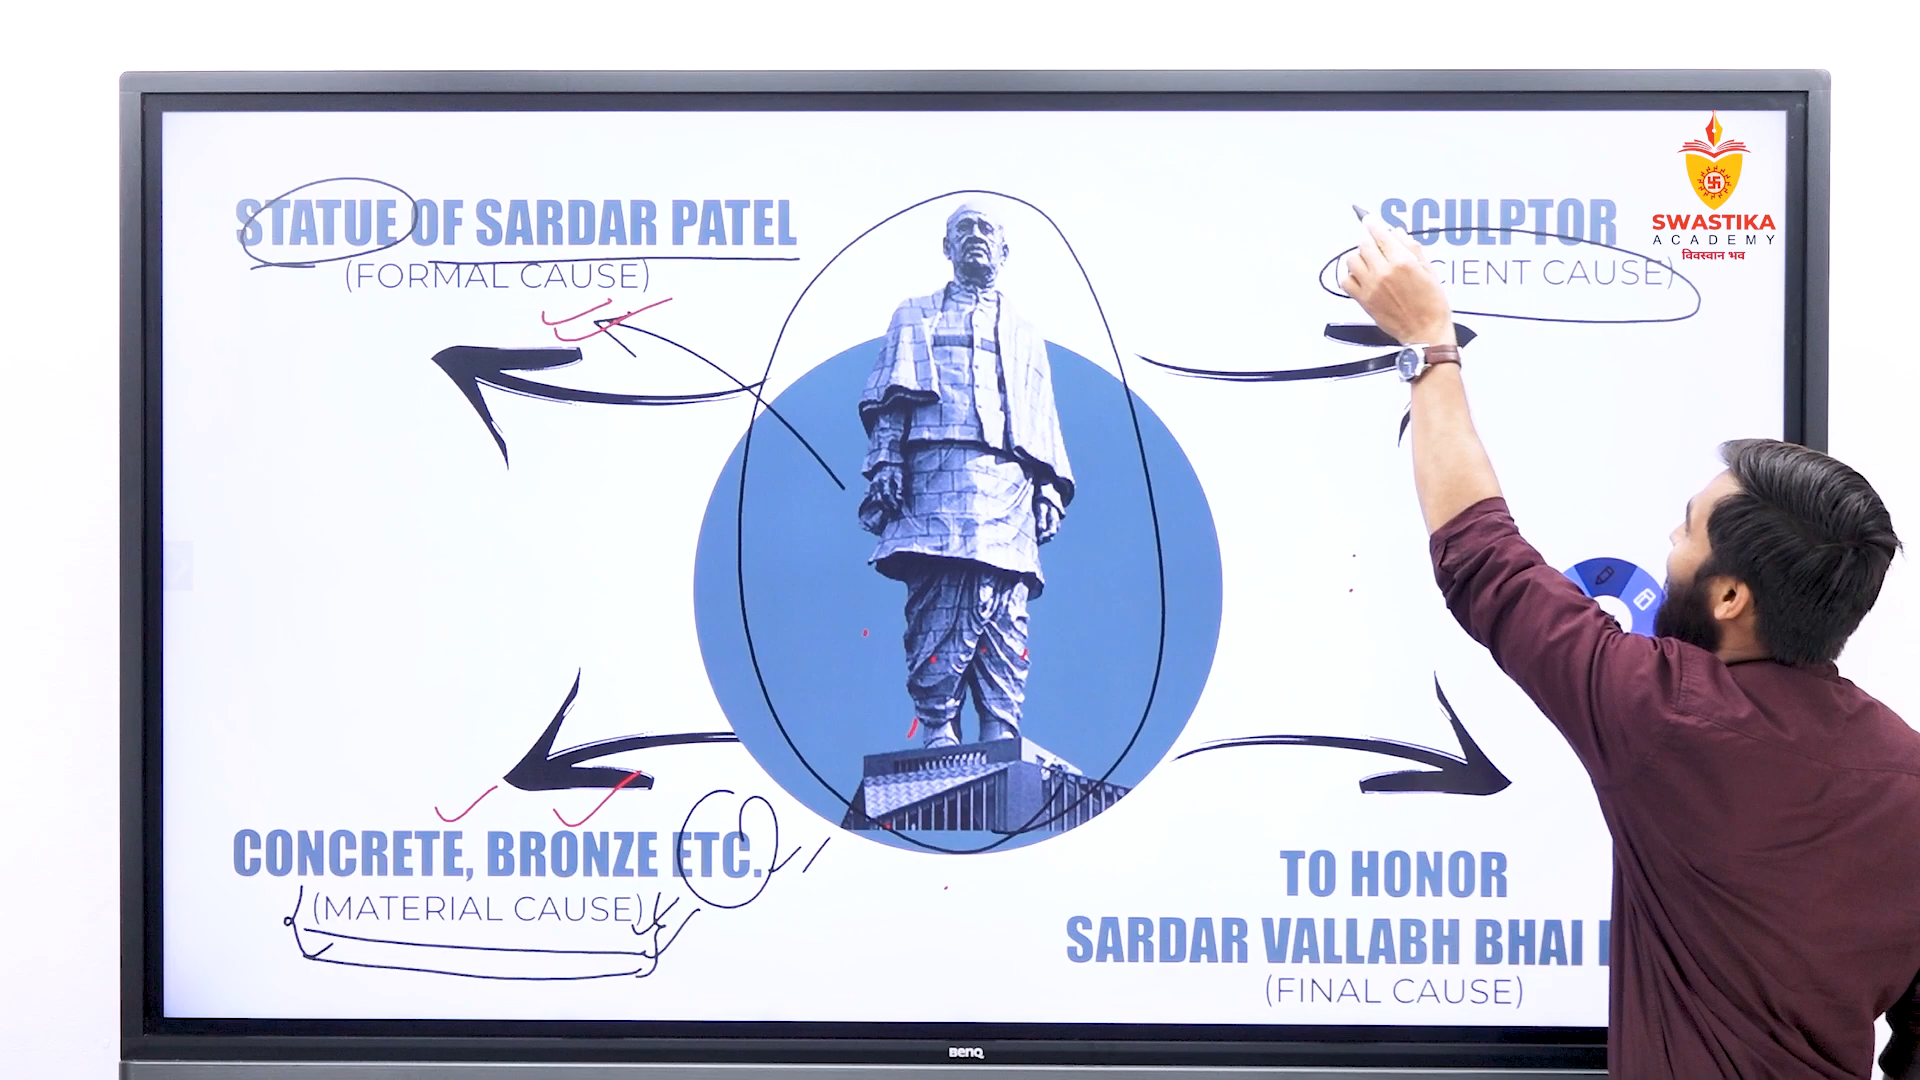 STATUE OF SARDAR PATEL
(FORMAL CAUSE)
SCULPTOR
CIENT CAUSE)
SWASTIKA
ACADEMY
विवस्वान भव
CONCRETE, BRONZE ETC.
(MATERIAL CAUSE)
TO HONOR
SARDAR VALLABH BHAI
(FINAL CAUSE)
BenQ